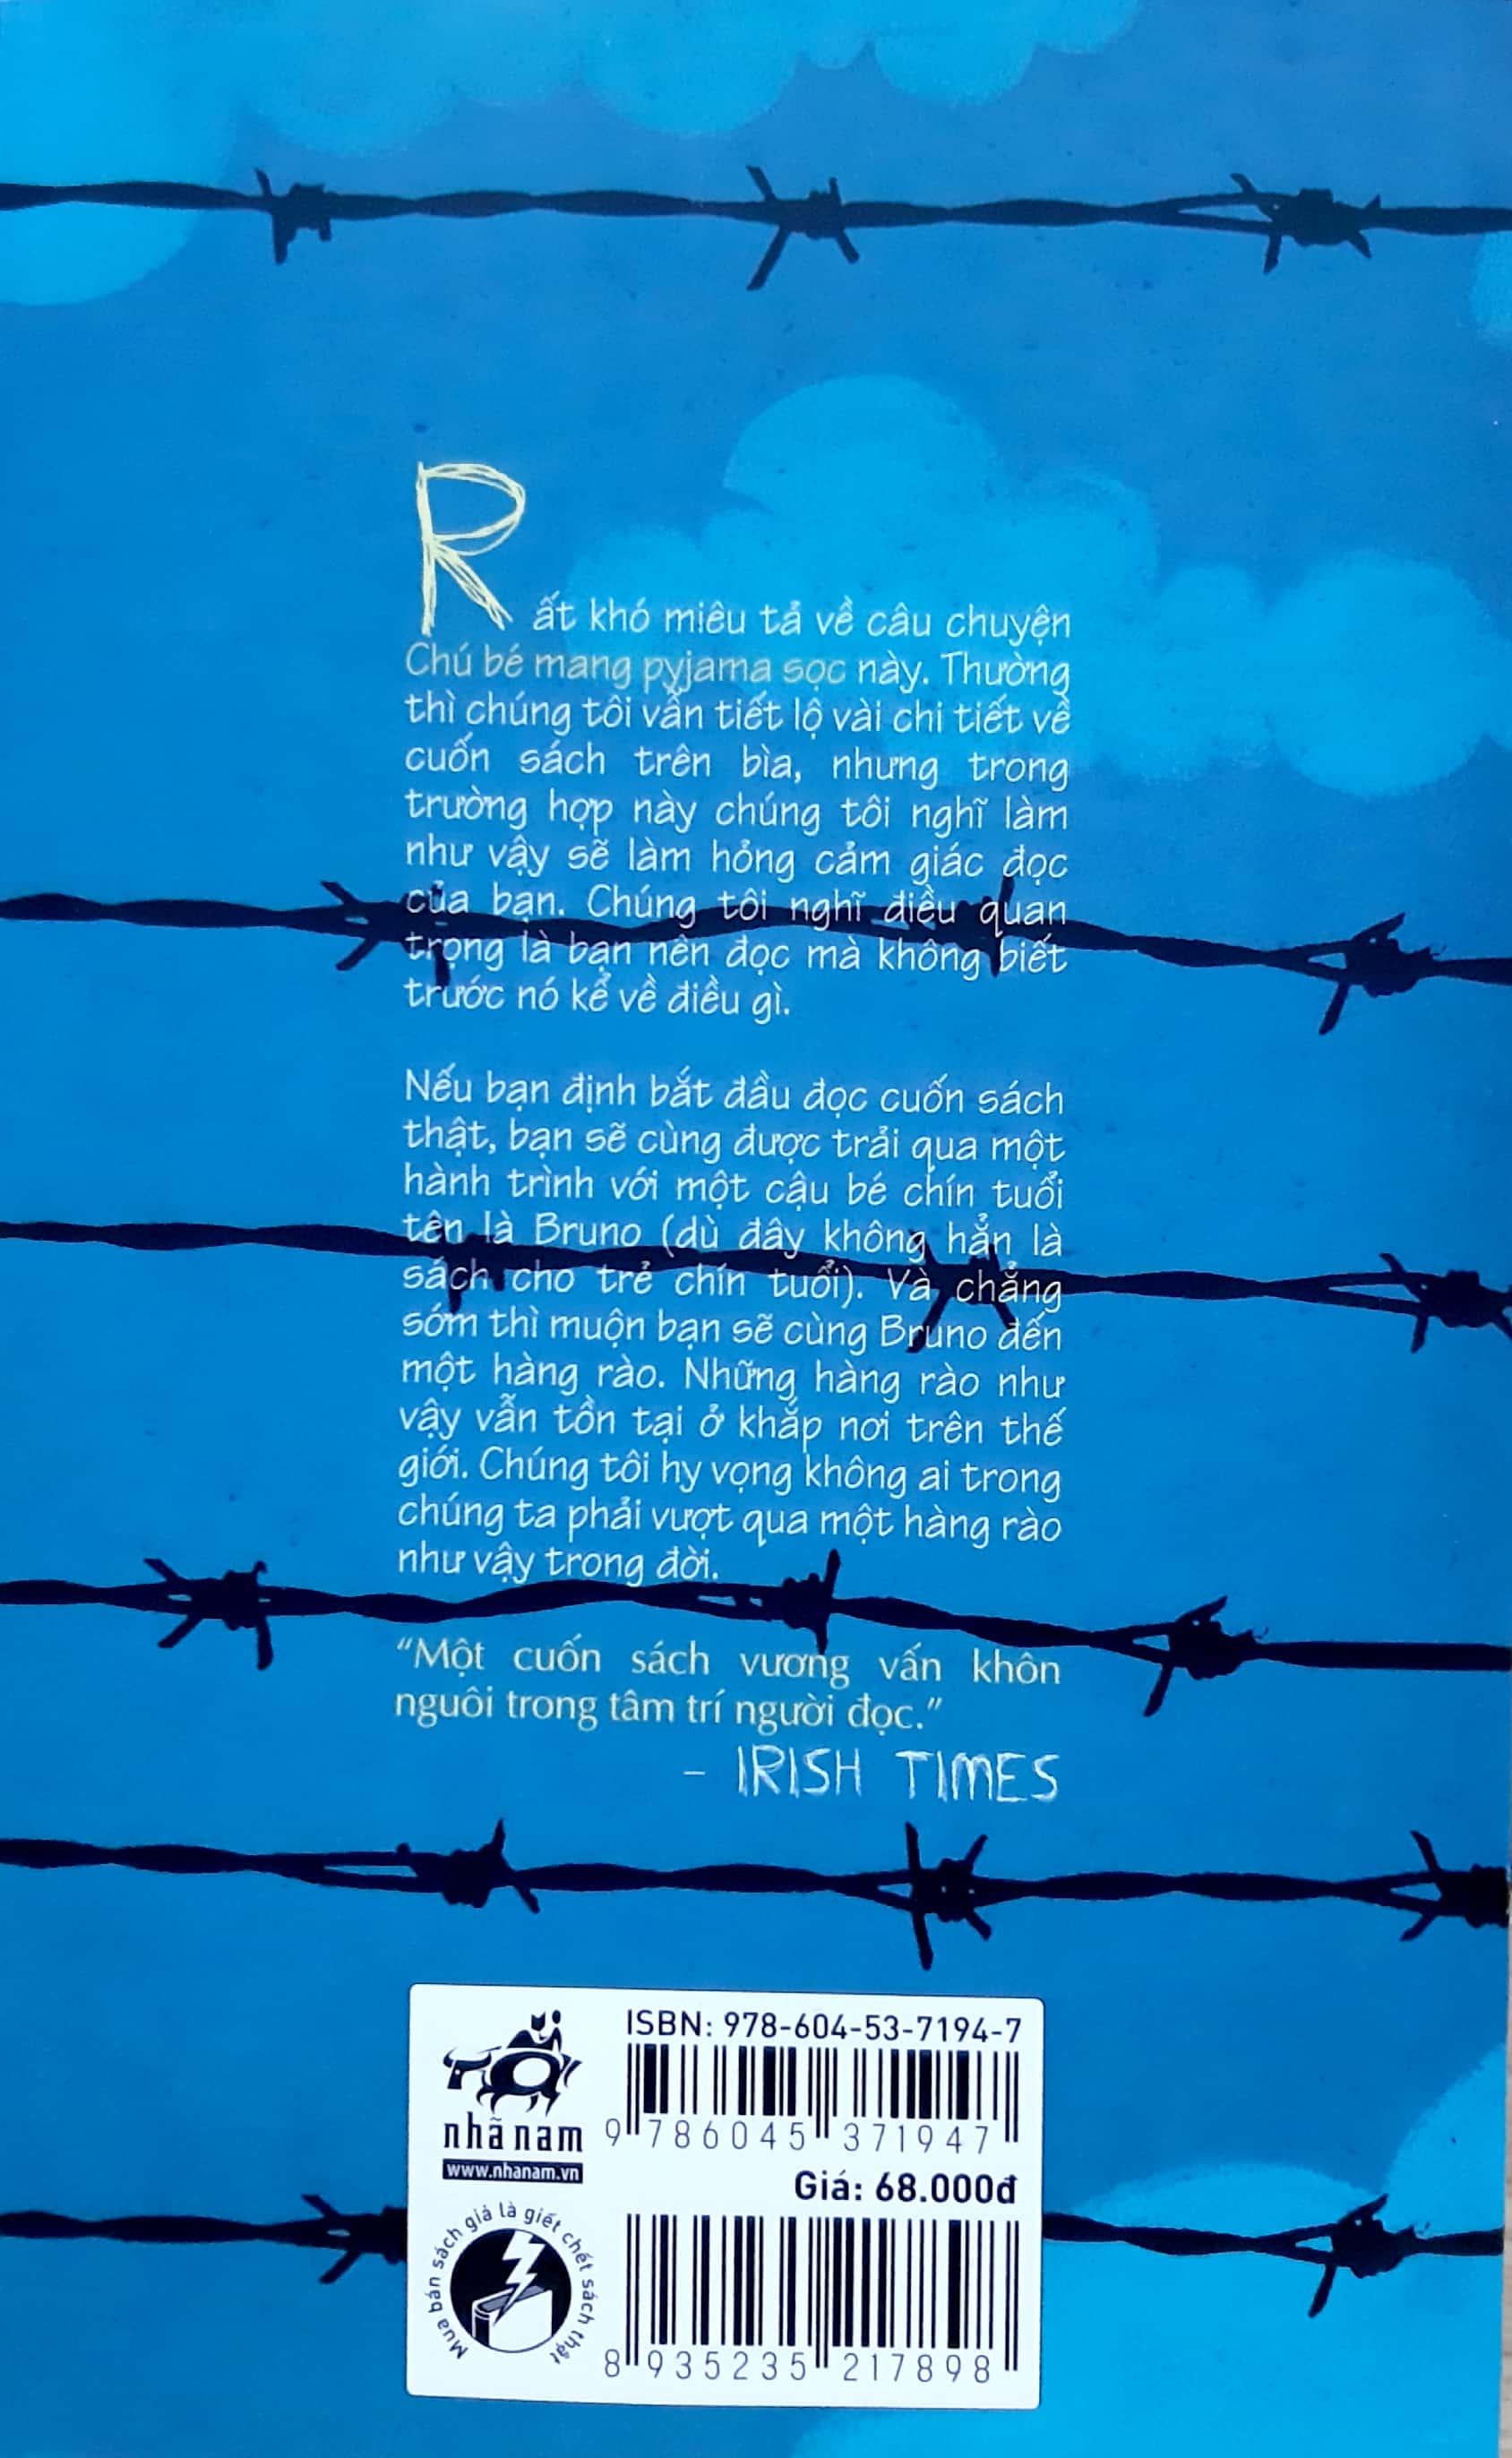 Rất khó miêu tả về câu chuyện
Chú bé mang pyjama sọc này. Thường
thì chúng tôi vẫn tiết lộ vài chi tiết về
cuốn sách trên bìa, nhưng trong
trường hợp này chúng tôi nghĩ làm
như vậy sẽ làm hỏng cảm giác đọc
của bạn. Chúng tôi nghĩ điều quan
trọng là bạn nên đọc mà không biết
trước nó kể về điều gì.
Nếu bạn định bắt đầu đọc cuốn sách
thật, bạn sẽ cùng được trải qua một
hành trình với một cậu bé chín tuổi
tên là Bruno (dù đây không hẳn là
sách cho trẻ chín tuổi). Và chẳng
sớm thì muộn bạn sẽ cùng Bruno đến
một hàng rào. Những hàng rào như
vậy vẫn tồn tại ở khắp nơi trên thế
giới. Chúng tôi hy vọng không ai trong
chúng ta phải vượt qua một hàng rào
như vậy trong đời.
“Một cuốn sách vương vấn khôn
nguôi trong tâm trí người đọc.”
– IRISH TIMES
ISBN: 978-604-53-7194-7
9 786045 371947
nhã nam
www.nhanam.vn
Giá: 68.000đ
Mua bán sách giả là giết chết sách thật
8 935235 217898